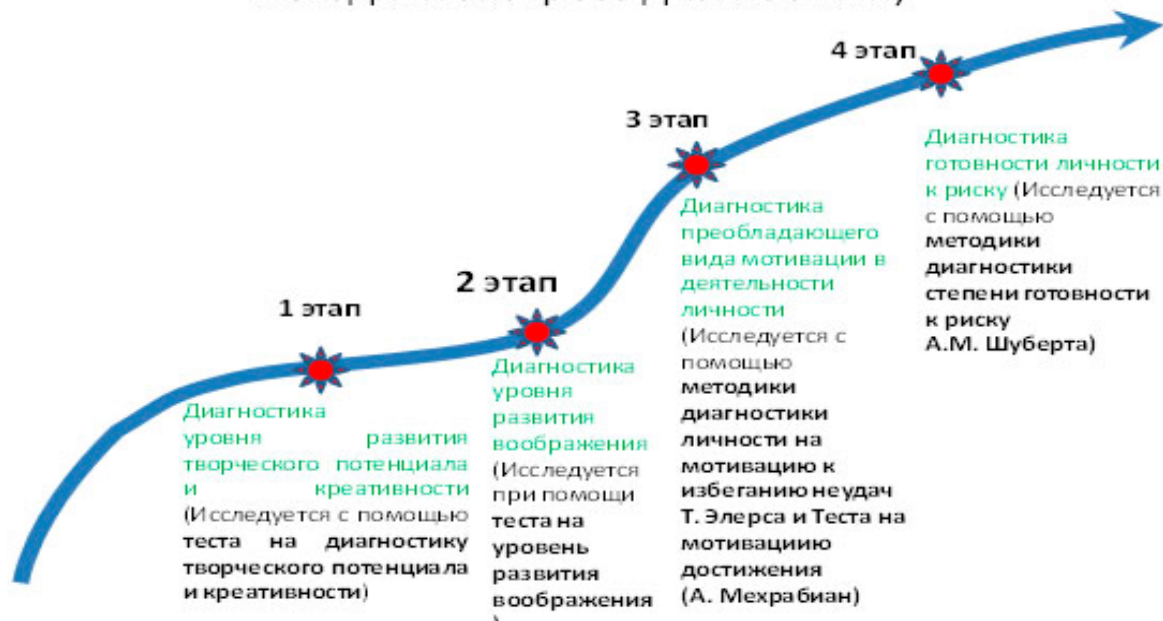 1 этап
Диагностика
уровня развития
творческого потенциала
и креативности
(Исследуется с помощью
теста на диагностику
творческого потенциала
и креативности)
2 этап
Диагностика
уровня
развития
воображения
(Исследуется
при помощи
теста на
уровень
развития
воображения
)
3 этап
Диагностика
преобладающего
вида мотивации в
деятельности
личности
(Исследуется с
помощью
методики
диагностики
личности на
мотивацию к
избеганию неудач
Т. Элерса и Теста на
мотивациию
достижения
(А. Мехрабиан)
4 этап
Диагностика
готовности личности
к риску (Исследуется
с помощью
методики
диагностики
степени готовности
к риску
А.М. Шуберта)